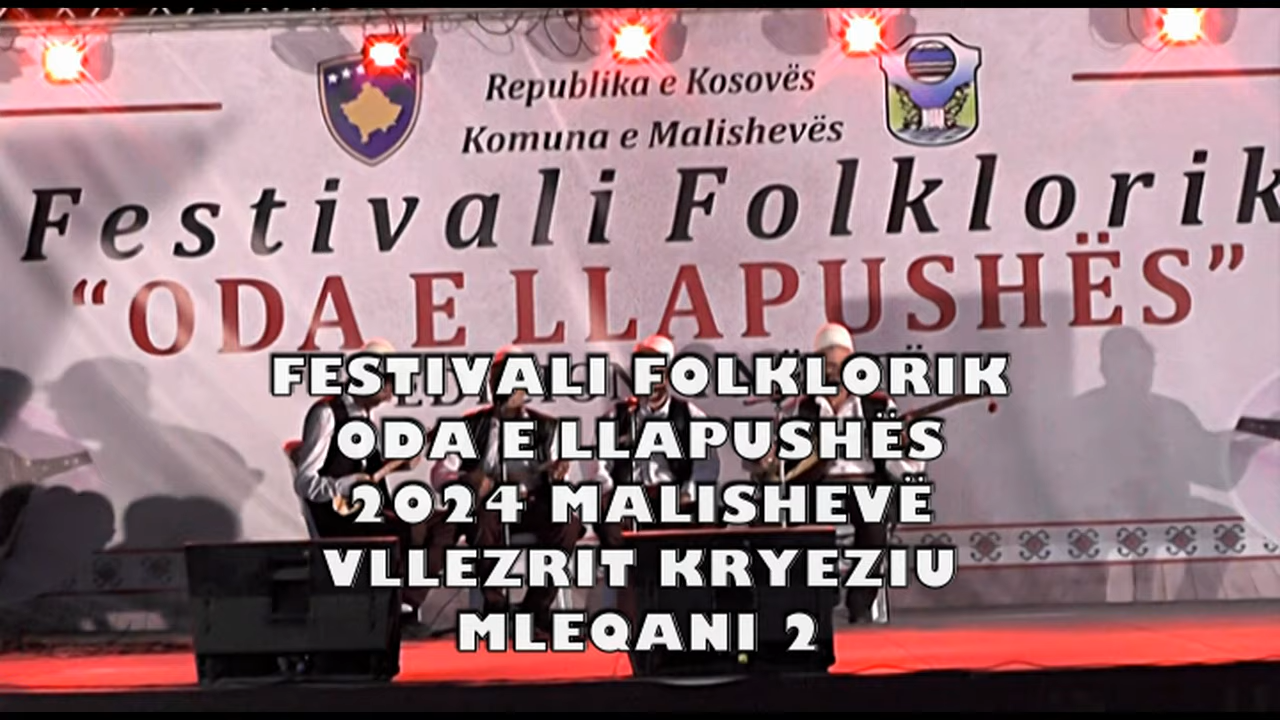 Republika e Kosovës
Komuna e Malishevës
Festivali Folklorik
“ODA E LLAPUSHËS”
FESTIVALI FOLKLORIK
ODA E LLAPUSHËS
2024 MALISHEVË
VLLEZRIT KRYEZIU
MLEQANI 2